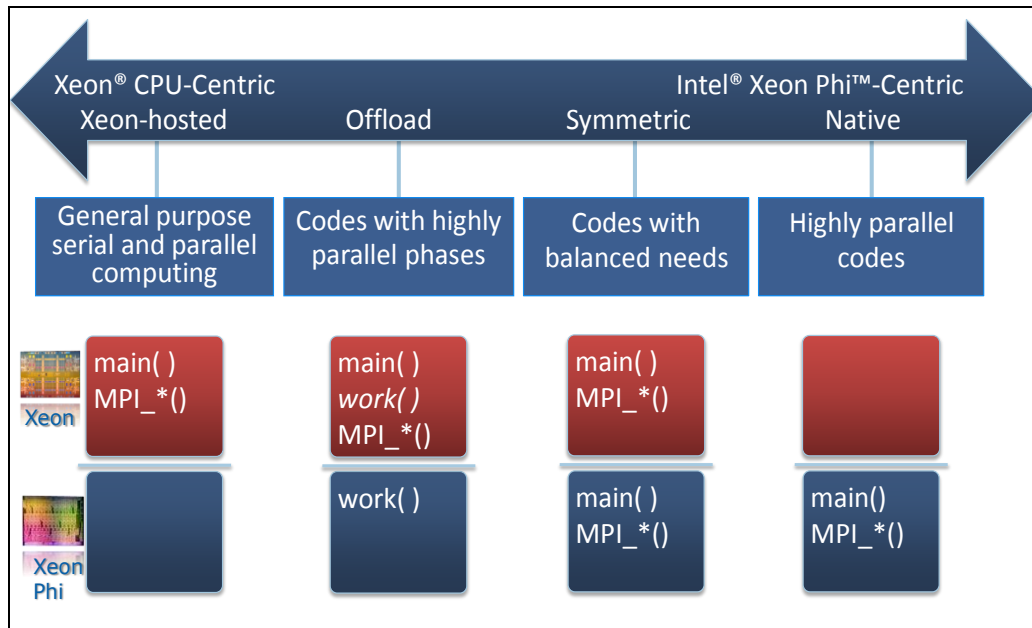 Xeon® CPU-Centric
Intel® Xeon Phi™-Centric
Xeon-hosted
Offload
Symmetric
Native
General purpose
serial and parallel
computing
Codes with highly
parallel phases
Codes with
balanced needs
Highly parallel
codes
Xeon
main( )
MPI_*()
main( )
work( )
MPI_*()
main( )
MPI_*()
Xeon
Phi
work( )
main( )
MPI_*()
main()
MPI_*()